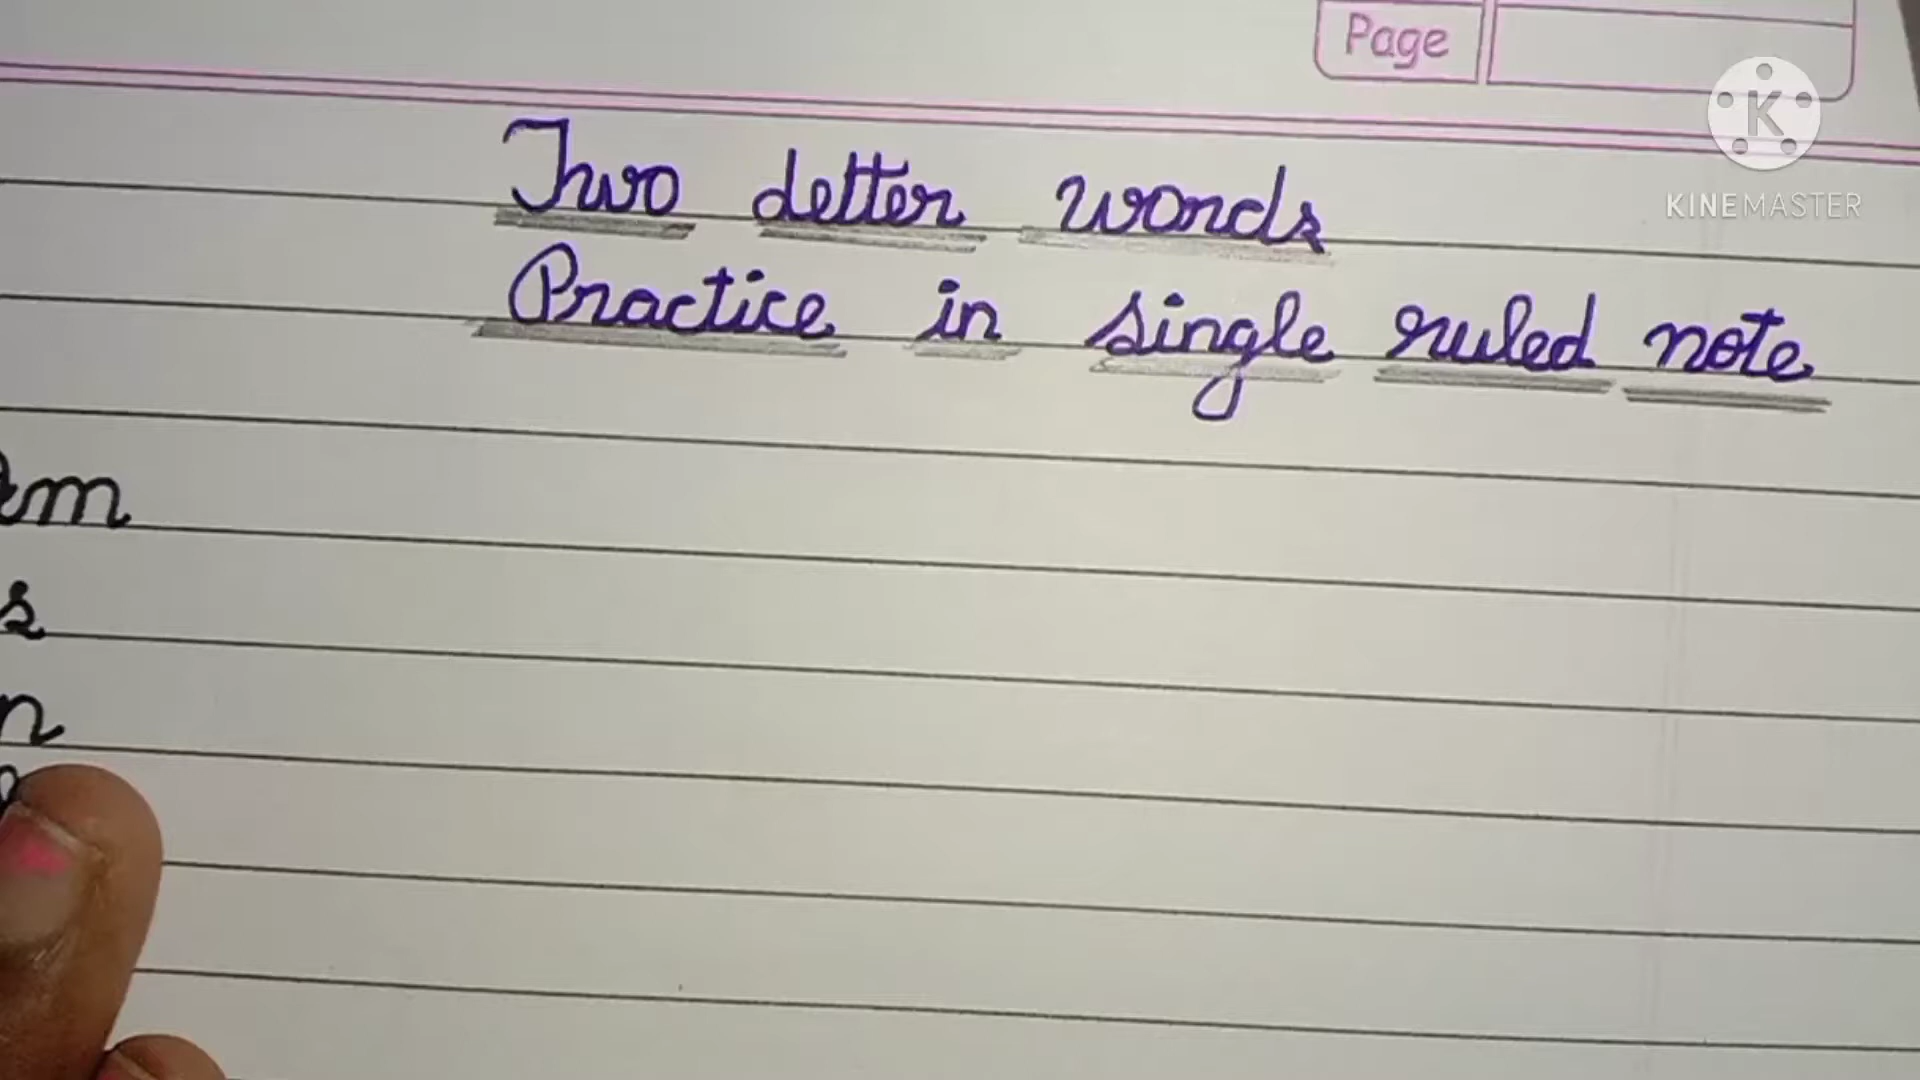 Page
KINEMASTER
Two letter words
Practice in single ruled note
m
s
n